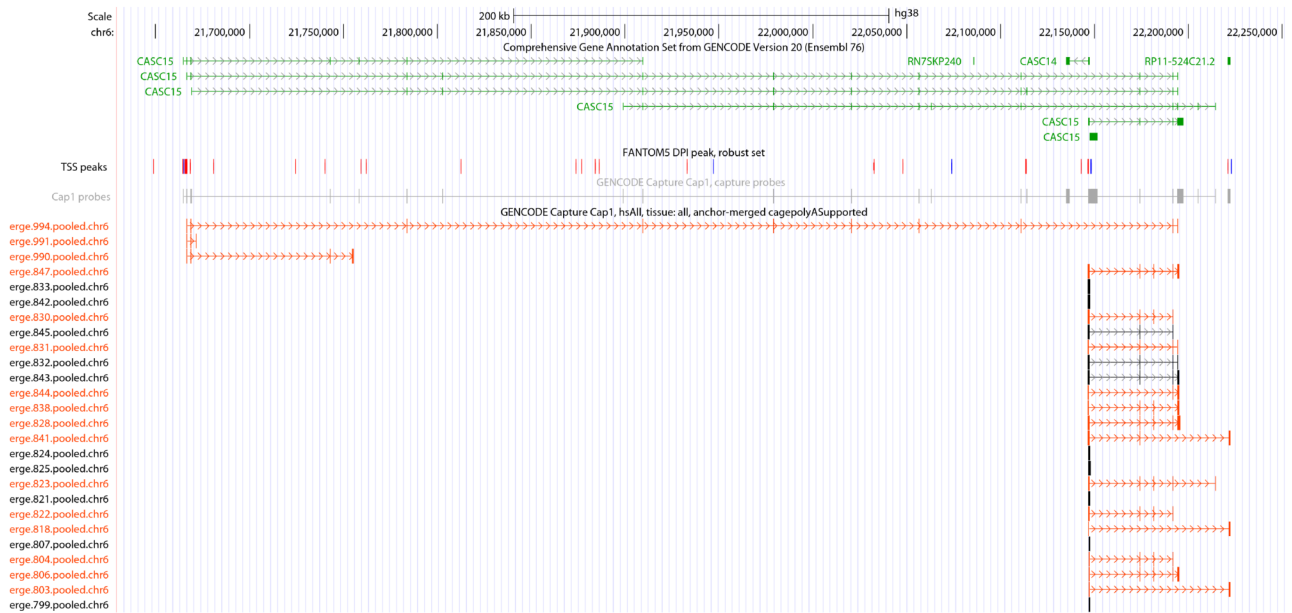 Scale 200 kb hg38
chr6: 21,700,000 21,750,000 21,800,000 21,850,000 21,900,000 21,950,000 22,000,000 22,050,000 22,100,000 22,150,000 22,200,000 22,250,000
Comprehensive Gene Annotation Set from GENCODE Version 20 (Ensembl 76)
CASC15 RN7SKP240 CASC14 RP11-524C21.2
CASC15
CASC15
CASC15
CASC15
CASC15
FANTOM5 DPI peak, robust set
TSS peaks
GENCODE Capture Cap1, capture probes
Cap1 probes
GENCODE Capture Cap1, hsAll, tissue: all, anchor-merged cagepolyASupported
erge.994.pooled.chr6
erge.991.pooled.chr6
erge.990.pooled.chr6
erge.847.pooled.chr6
erge.833.pooled.chr6
erge.842.pooled.chr6
erge.830.pooled.chr6
erge.845.pooled.chr6
erge.831.pooled.chr6
erge.832.pooled.chr6
erge.843.pooled.chr6
erge.844.pooled.chr6
erge.838.pooled.chr6
erge.828.pooled.chr6
erge.841.pooled.chr6
erge.824.pooled.chr6
erge.825.pooled.chr6
erge.823.pooled.chr6
erge.821.pooled.chr6
erge.822.pooled.chr6
erge.818.pooled.chr6
erge.807.pooled.chr6
erge.804.pooled.chr6
erge.806.pooled.chr6
erge.803.pooled.chr6
erge.799.pooled.chr6